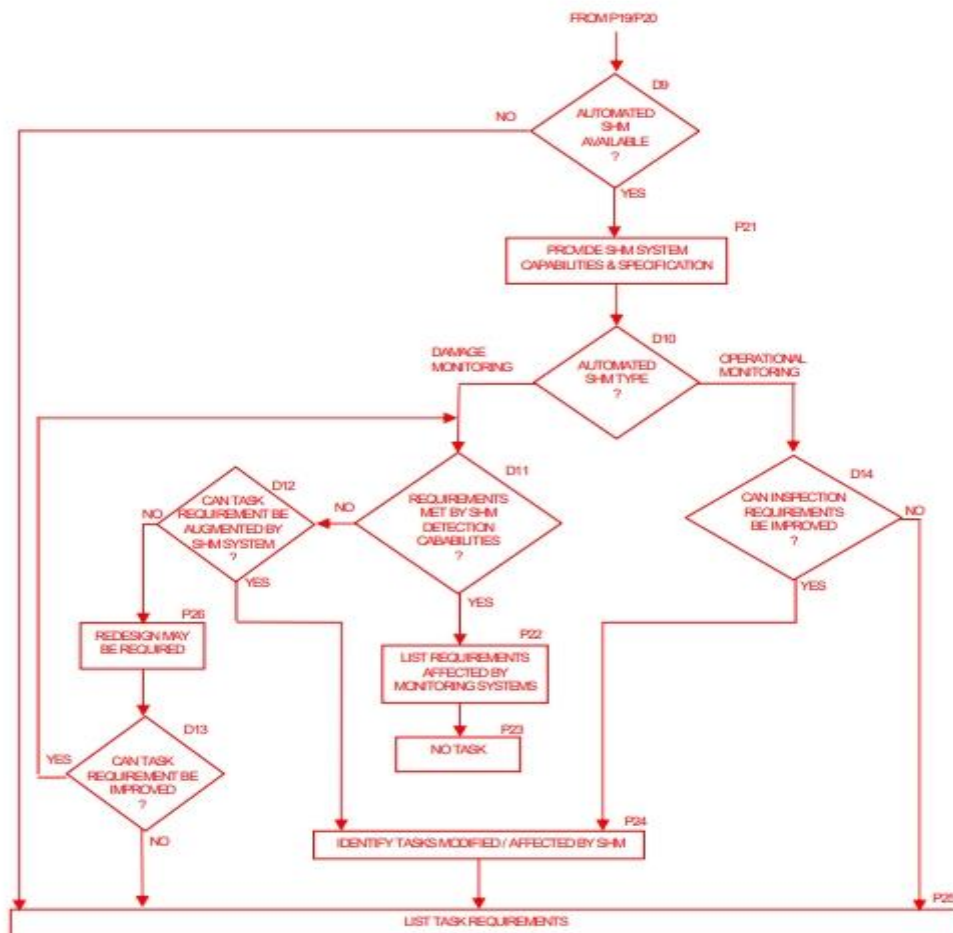 FROM P19/P20
D9
NO
AUTOMATED
SHM
AVAILABLE
?
YES
P21
PROVIDE SHM SYSTEM
CAPABILITIES & SPECIFICATION
D10
DAMAGE
MONITORING
AUTOMATED
SHM TYPE
?
OPERATIONAL
MONITORING
D11
D12
D14
CAN TASK
REQUIREMENT BE
AUGMENTED BY
SHM SYSTEM
?
NO
NO
REQUIREMENTS
MET BY SHM
DETECTION
CABABILITIES
?
CAN INSPECTION
REQUIREMENTS
BE IMPROVED
?
NO
YES
YES
YES
P26
REDESIGN MAY
BE REQUIRED
P22
LIST REQUIREMENTS
AFFECTED BY
MONITORING SYSTEMS
D13
P23
NO TASK
YES
CAN TASK
REQUIREMENT BE
IMPROVED
?
NO
P24
IDENTIFY TASKS MODIFIED / AFFECTED BY SHM
P25
LIST TASK REQUIREMENTS